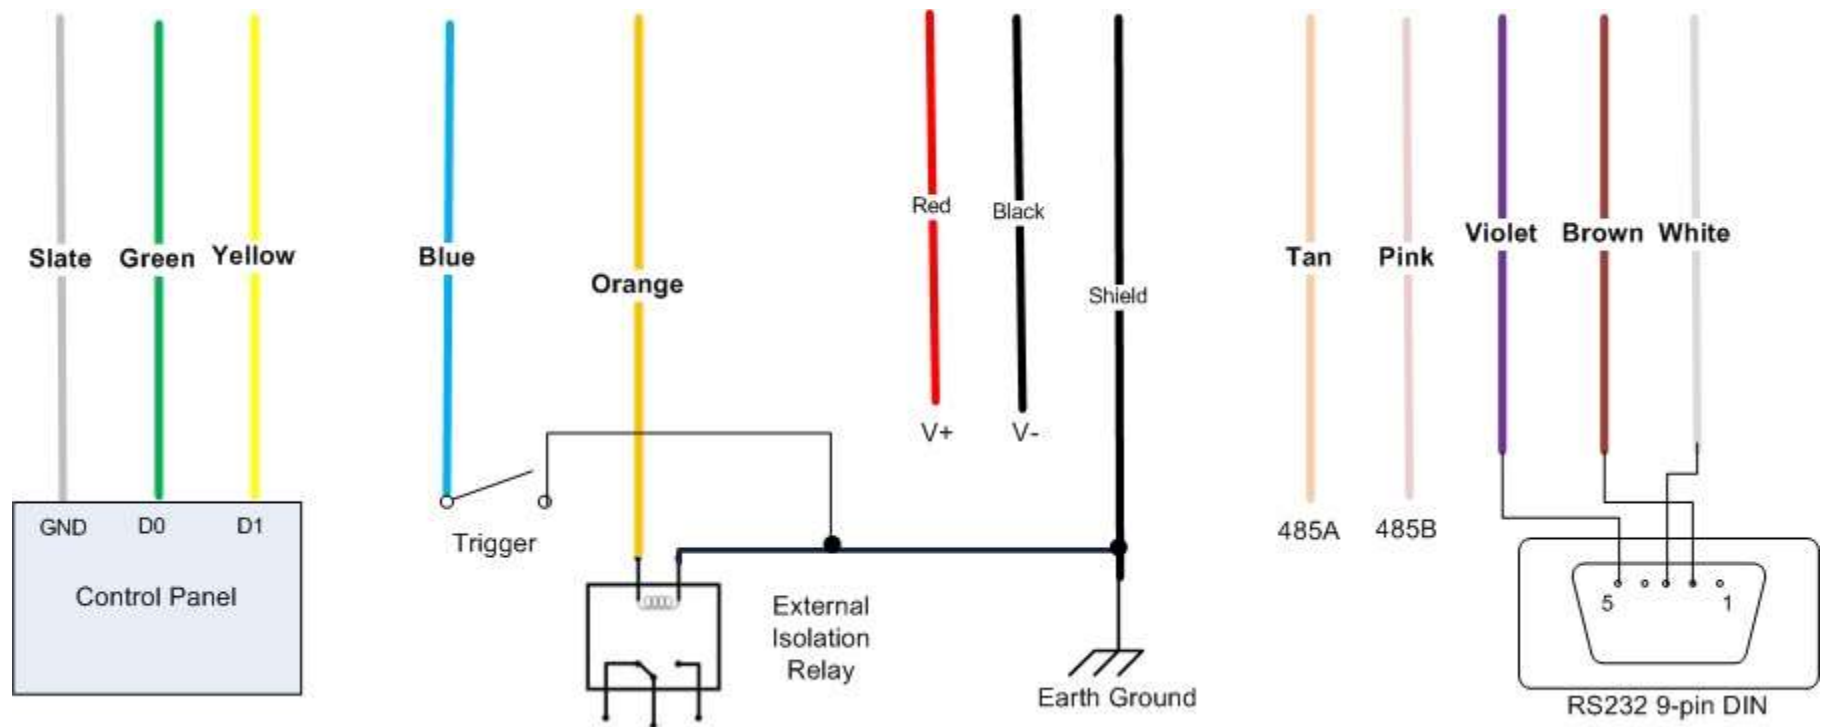 Slate
Green
Yellow
GND
D0
D1
Control Panel
Blue
Trigger
Orange
External
Isolation
Relay
Red
V+
Black
V-
Shield
Earth Ground
Tan
485A
Pink
485B
Violet
Brown
White
5
1
RS232 9-pin DIN